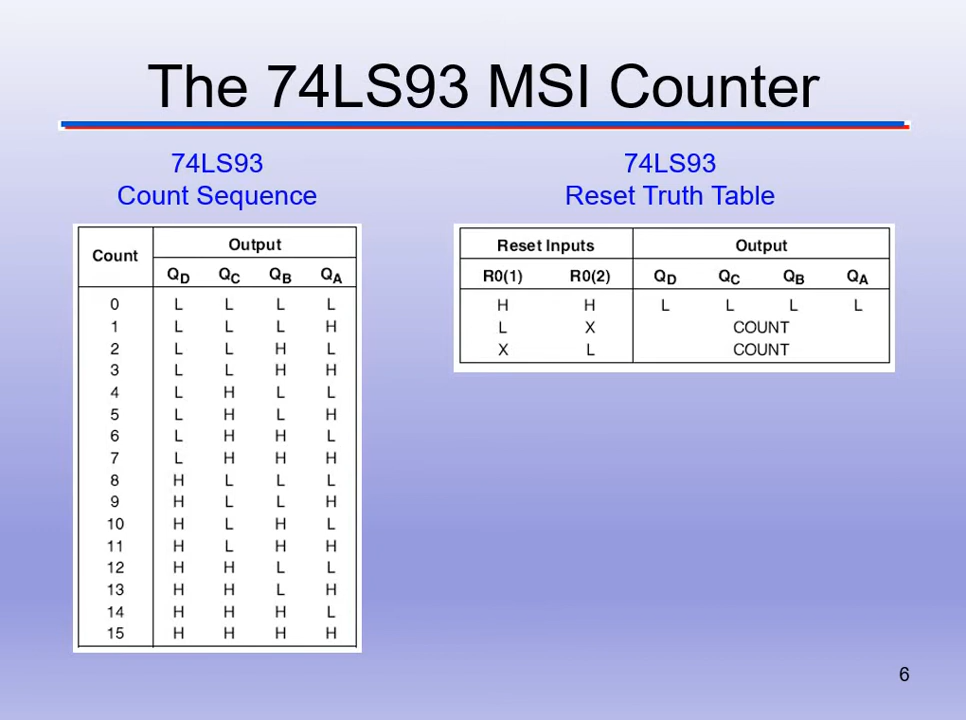 The 74LS93 MSI Counter
74LS93
Count Sequence
Count Output
QD QC QB QA
0 L L L L
1 L L L H
2 L L H L
3 L L H H
4 L H L L
5 L H L H
6 L H H L
7 L H H H
8 H L L L
9 H L L H
10 H L H L
11 H L H H
12 H H L L
13 H H L H
14 H H H L
15 H H H H
74LS93
Reset Truth Table
Reset Inputs Output
R0(1) R0(2) QD QC QB QA
H H L L L L
L X COUNT
X L COUNT
6